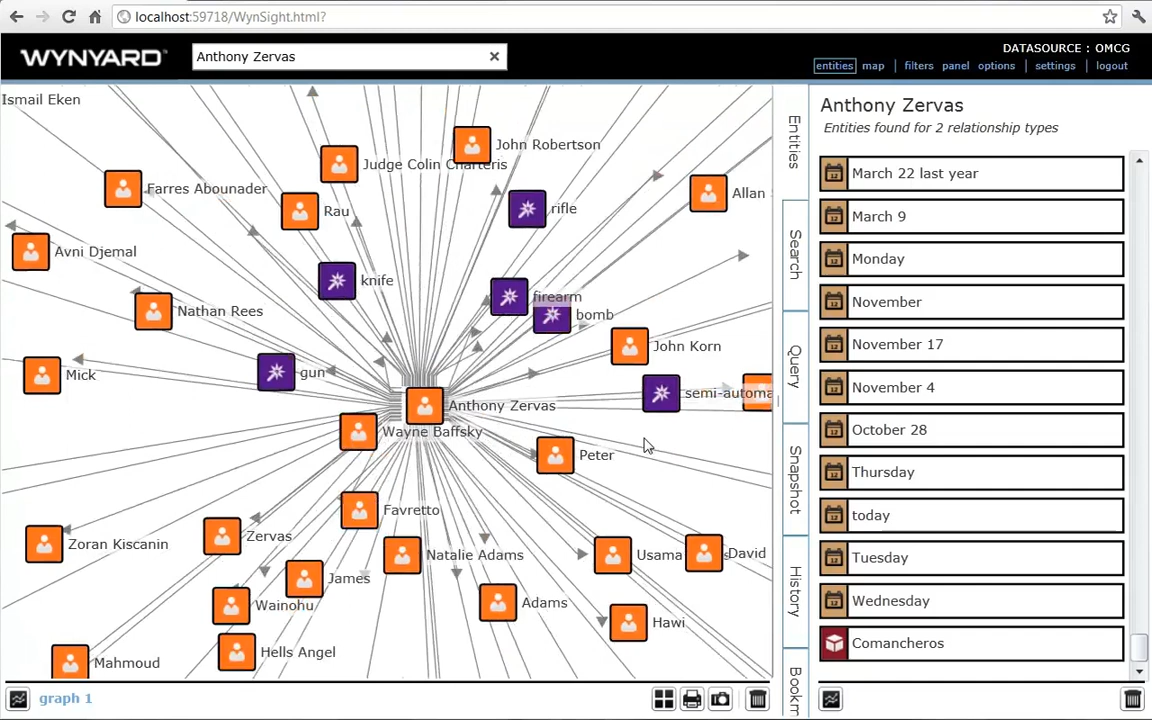 localhost:59718/WynSight.html?
WYNYARD™
Anthony Zervas
DATASOURCE : OMCG
entities map filters panel options settings logout
Ismail Eken
John Robertson
Judge Colin Charteris
Farres Abounader
Allan
Rau
rifle
Avni Djemal
knife
firearm
bomb
Nathan Rees
John Korn
Mick
gun
semi-automa
Anthony Zervas
Wayne Baffsky
Peter
Favretto
Zoran Kiscanin
Zervas
Natalie Adams
Usama
David
James
Wainohu
Adams
Hawi
Hells Angel
Mahmoud
graph 1
Entities
Search
Query
Snapshot
History
Bookm
Anthony Zervas
Entities found for 2 relationship types
March 22 last year
March 9
Monday
November
November 17
November 4
October 28
Thursday
today
Tuesday
Wednesday
Comancheros